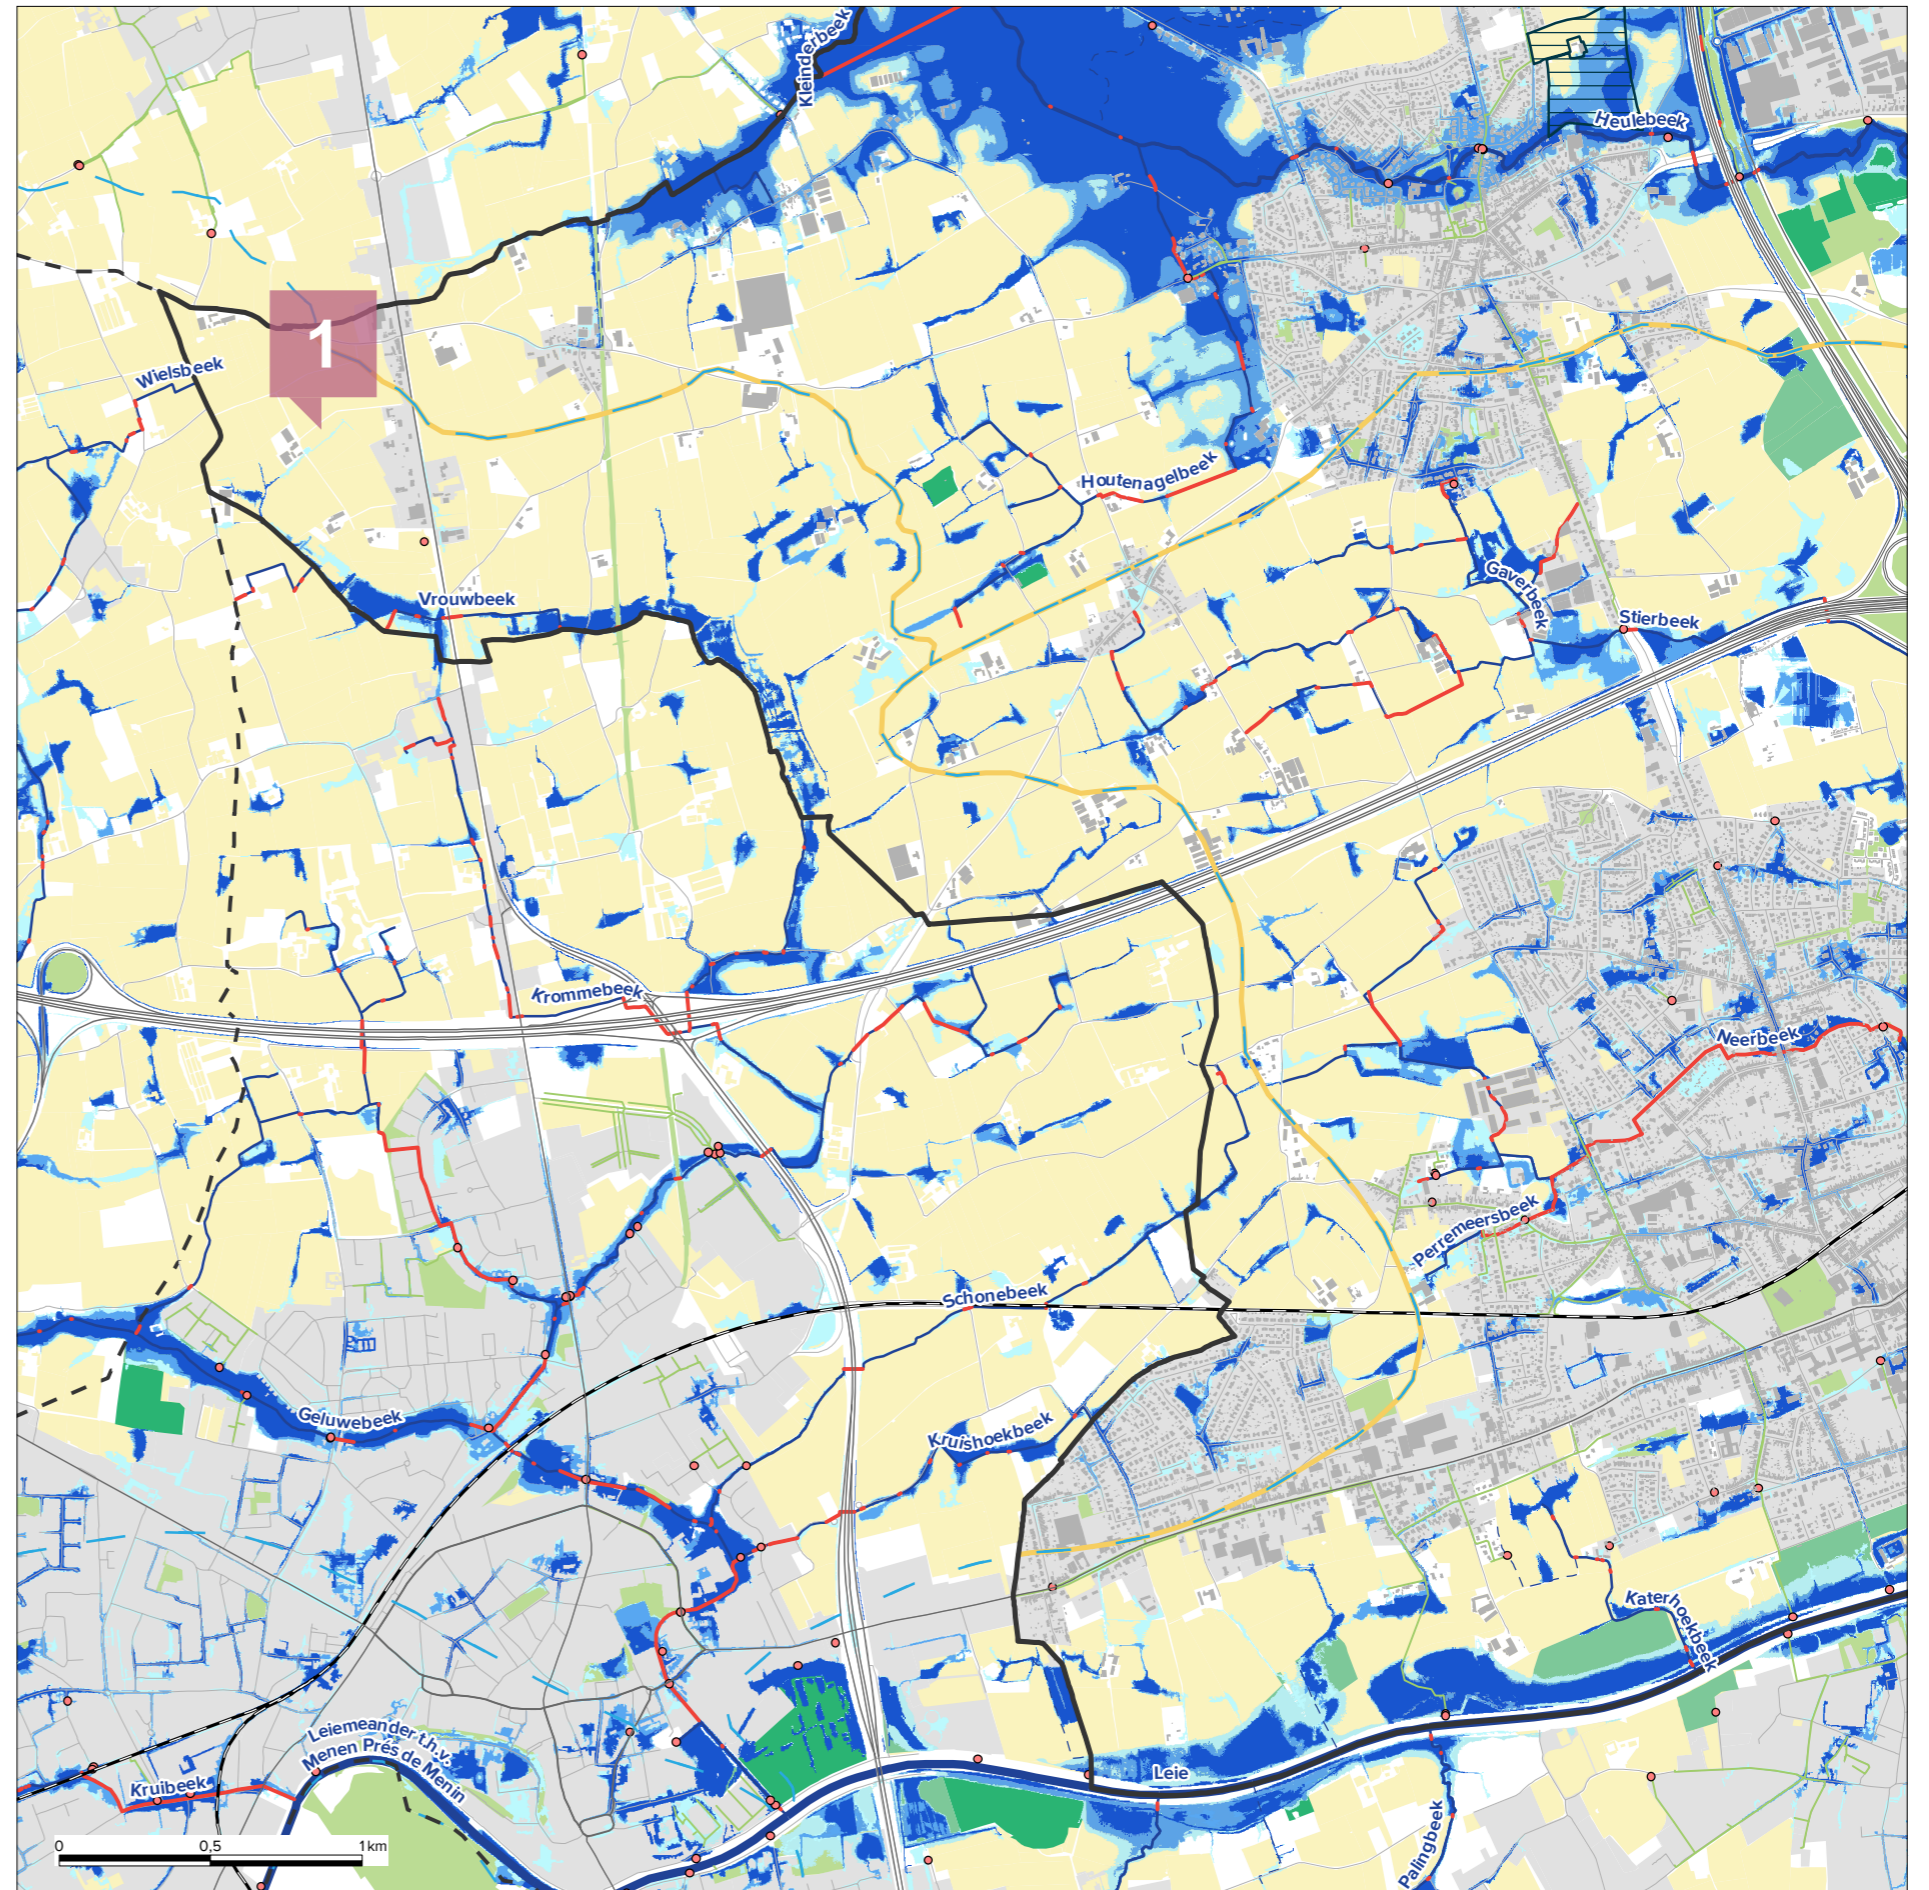 Kleinderbeek
Heulebeek
1
Wielsbeek
Houtenagelbeek
Vrouwbeek
Gaverbeek
Stierbeek
Krommebeek
Neerbeek
Perremeersbeek
Schonebeek
Geluwebeek
Kruishoekbeek
Katerhoekbeek
Leiemeander t.h.v.
Menen Prés de Menin
Kruibeek
Leie
Palingbeek
0 0,5 1km